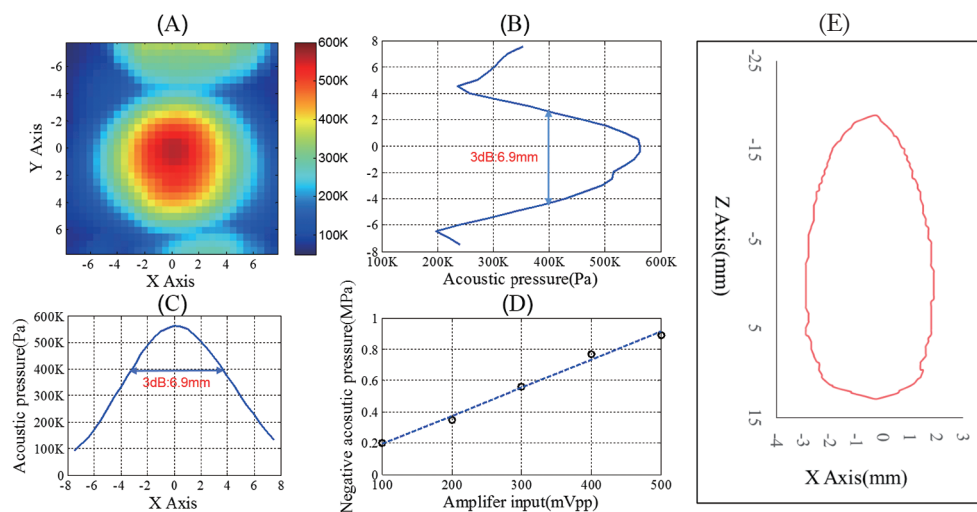 (A)
-6
-4
-2
0
2
4
6
Y Axis
-6 -4 -2 0 2 4 6
X Axis
600K
500K
400K
300K
200K
100K
(B)
8
6
4
2
0
-2
-4
-6
-8
3dB:6.9mm
100K 200K 300K 400K 500K 600K
Acoustic pressure(Pa)
(C)
Acoustic pressure(Pa)
600K
500K
400K
300K
200K
100K
0
3dB:6.9mm
-8 -6 -4 -2 0 2 4 6 8
X Axis
(D)
Negative acosutic pressure(MPa)
1
0.8
0.6
0.4
0.2
0
100 200 300 400 500
Amplifer input(mVpp)
(E)
-25
-15
-5
5
15
Z Axis(mm)
-4 -3 -2 -1 0 1 2 3
X Axis(mm)